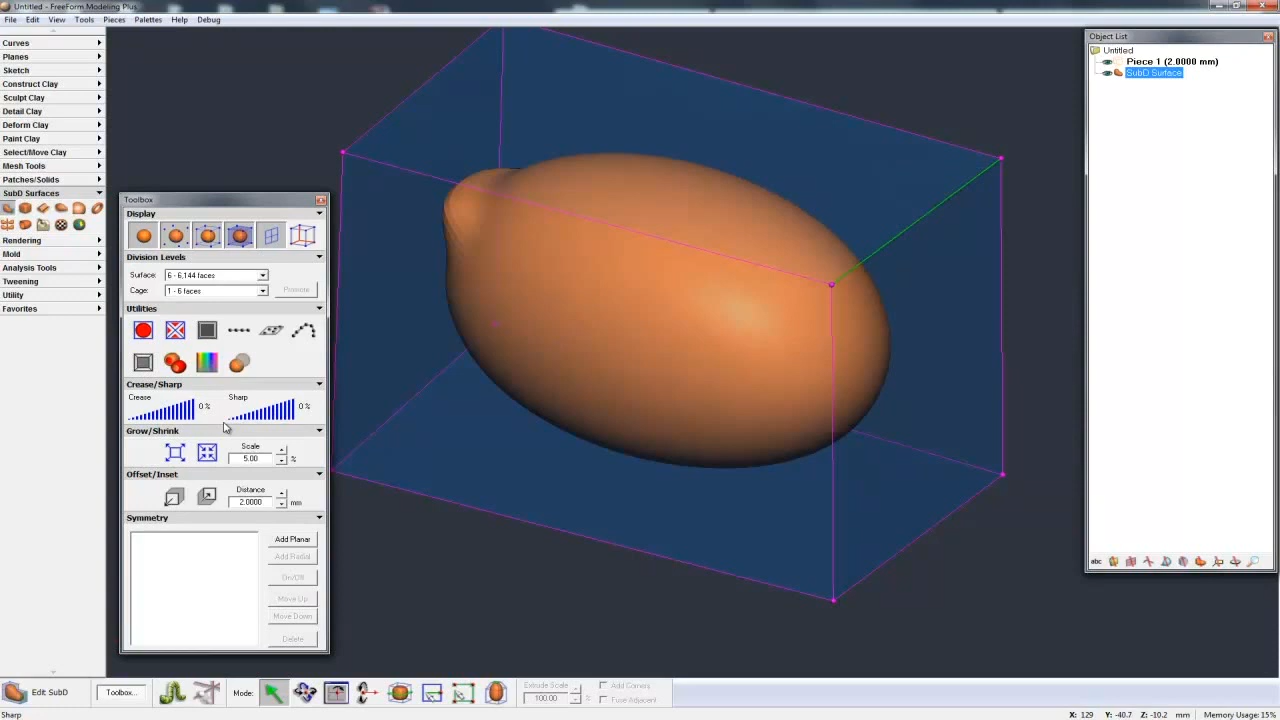 Untitled - FreeForm Modeling Plus
File Edit View Tools Pieces Palettes Help Debug
Curves
Planes
Sketch
Construct Clay
Sculpt Clay
Detail Clay
Deform Clay
Paint Clay
Select/Move Clay
Mesh Tools
Patches/Solids
SubD Surfaces
Rendering
Mold
Analysis Tools
Tweening
Utility
Favorites
Toolbox
Display
Division Levels
Surface: 6 - 6,144 faces
Cage: 1 - 6 faces Promote
Utilities
Crease/Sharp
Crease 0 % Sharp 0 %
Grow/Shrink
Scale
5.00 %
Offset/Inset
Distance
2.0000 mm
Symmetry
Add Planar
Add Radial
On/Off
Move Up
Move Down
Delete
Object List
Untitled
Piece 1 (2.0000 mm)
SubD Surface
abc
Edit SubD Toolbox... Mode: Extrude Scale 100.00 % Add Corners
Fuse Adjacent
Sharp X: 129 Y: -40.7 Z: -10.2 mm Memory Usage: 15%